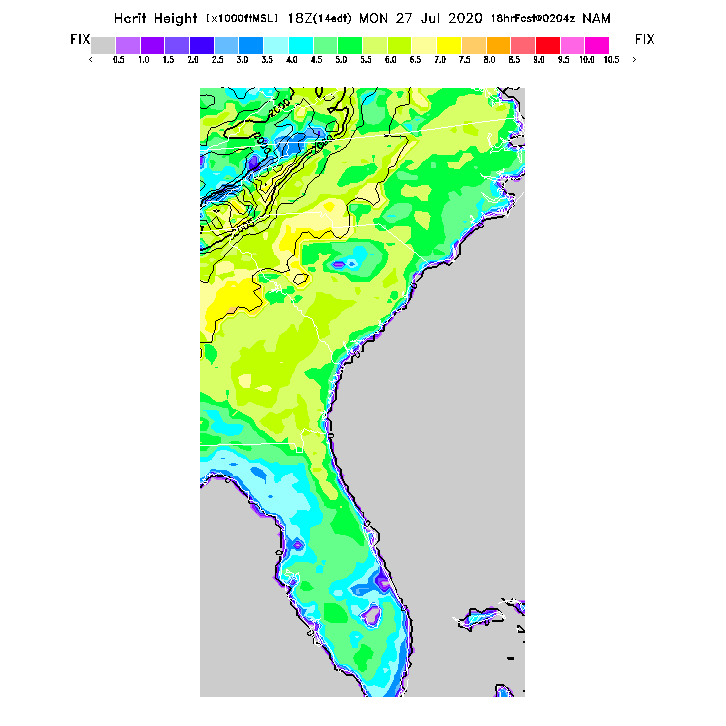 Hcrit Height [x1000ftMSL] 18Z(14edt) MON 27 Jul 2020 18hrFcst@0204z NAM
FIX FIX
< 0.5 1.0 1.5 2.0 2.5 3.0 3.5 4.0 4.5 5.0 5.5 6.0 6.5 7.0 7.5 8.0 8.5 9.0 9.5 10.0 10.5 >
2000
2000